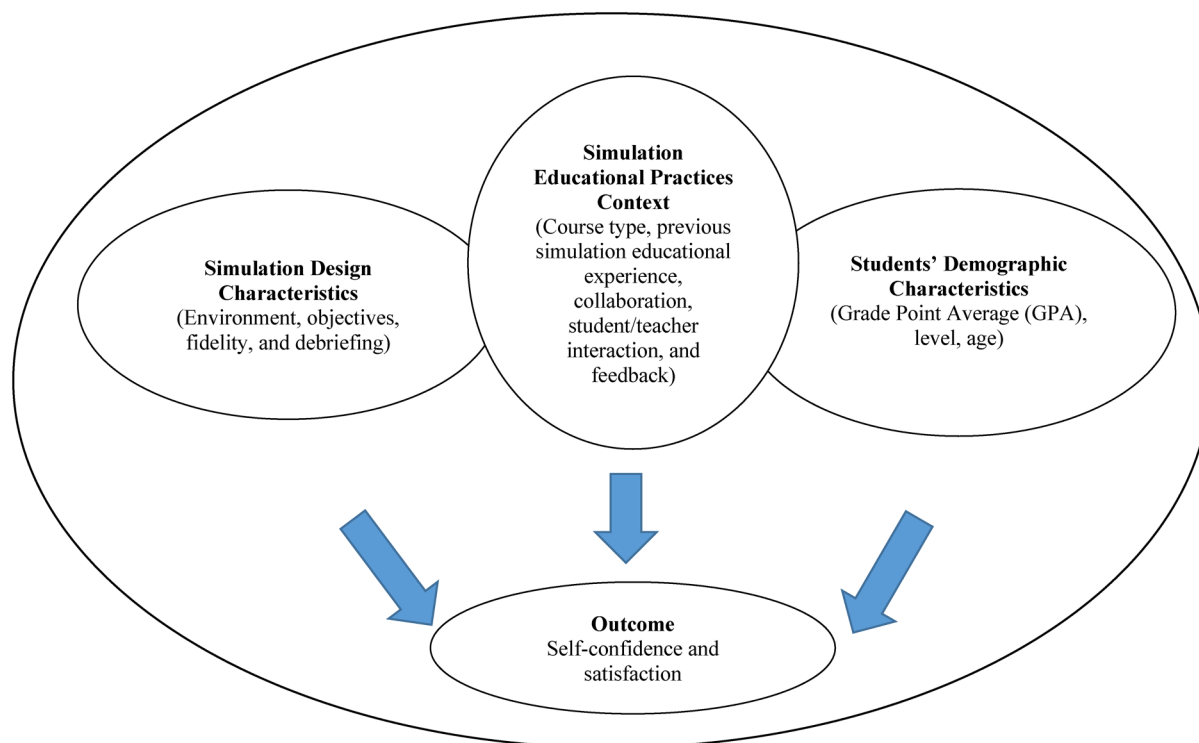 Simulation
Educational Practices
Context
(Course type, previous
simulation educational
experience,
collaboration,
student/teacher
interaction, and
feedback)
Simulation Design
Characteristics
(Environment, objectives,
fidelity, and debriefing)
Students’ Demographic
Characteristics
(Grade Point Average (GPA),
level, age)
Outcome
Self-confidence and
satisfaction